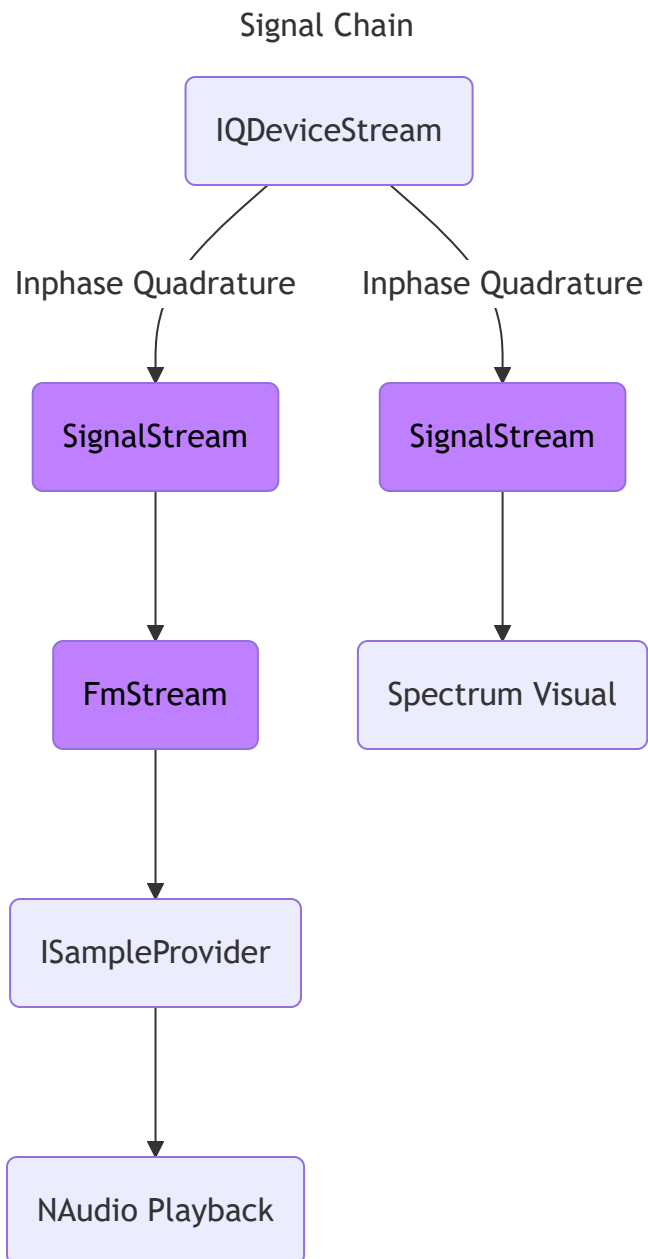 Signal Chain
IQDeviceStream
Inphase Quadrature
Inphase Quadrature
SignalStream
SignalStream
FmStream
Spectrum Visual
ISampleProvider
NAudio Playback